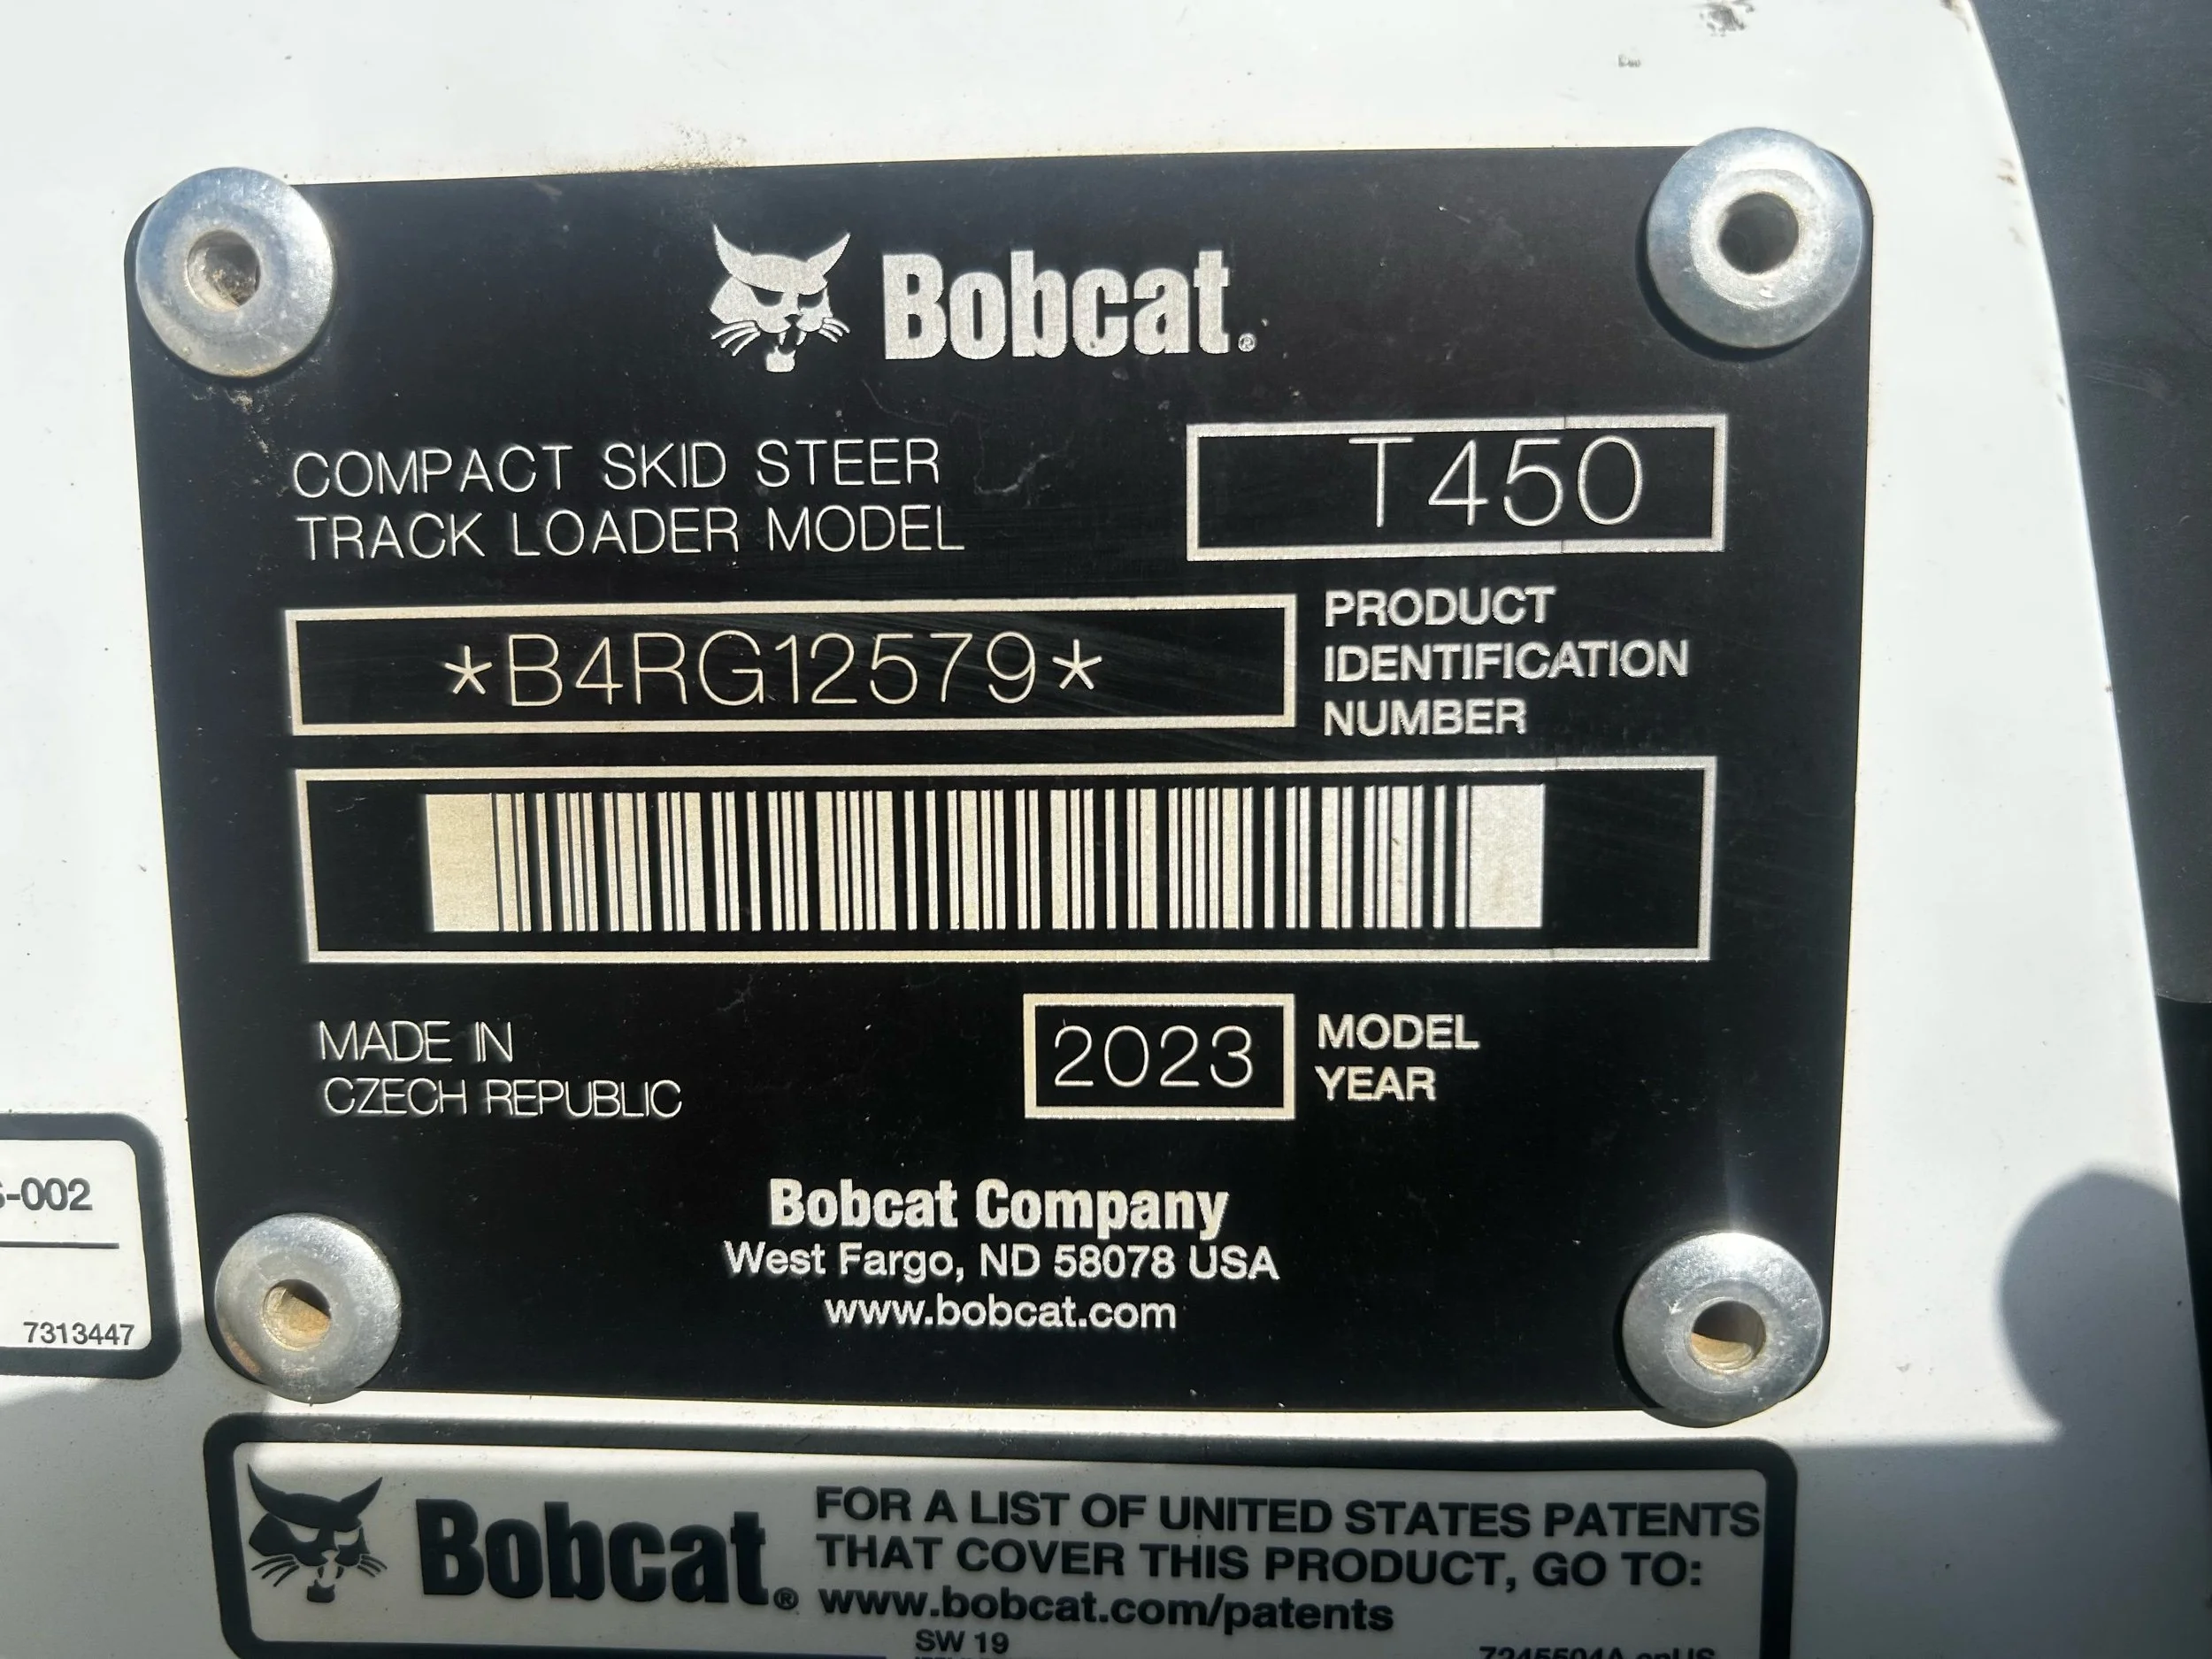 Bobcat®
COMPACT SKID STEER
TRACK LOADER MODEL
T450
*B4RG12579*
PRODUCT
IDENTIFICATION
NUMBER
MADE IN
CZECH REPUBLIC
2023
MODEL
YEAR
Bobcat Company
West Fargo, ND 58078 USA
www.bobcat.com
-002
7313447
Bobcat®
FOR A LIST OF UNITED STATES PATENTS
THAT COVER THIS PRODUCT, GO TO:
www.bobcat.com/patents
SW 19